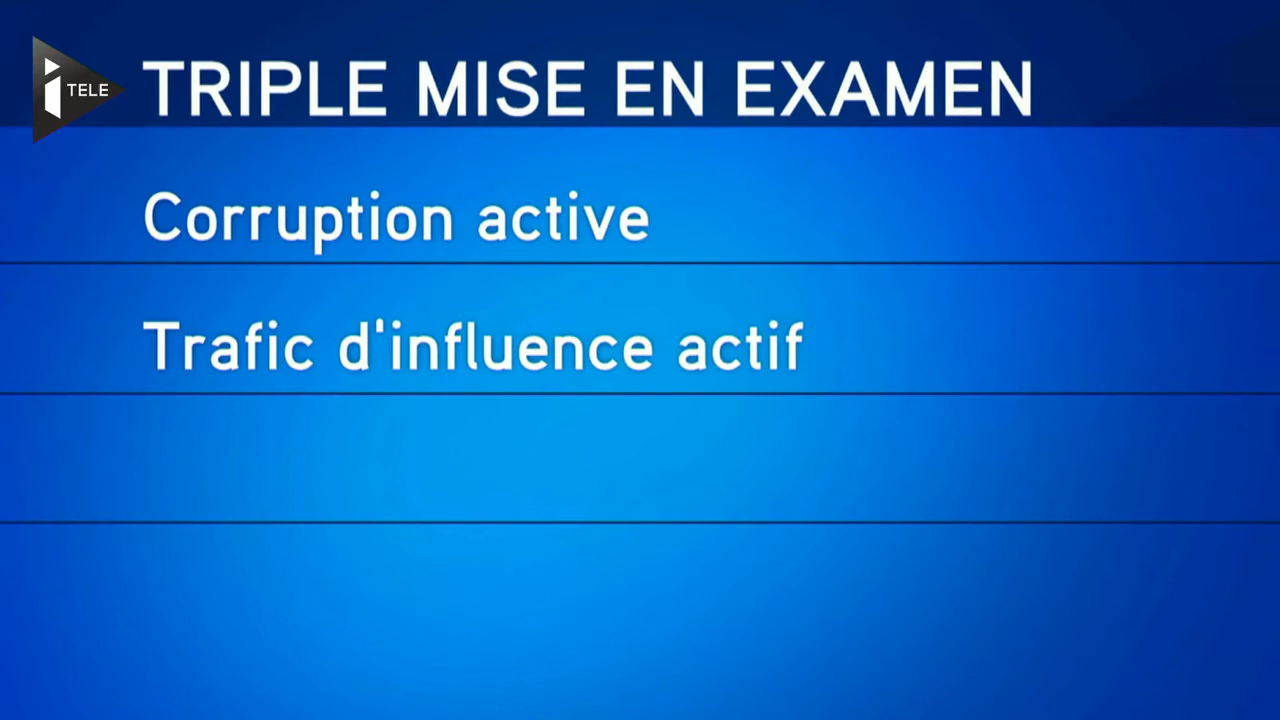 i TELE
TRIPLE MISE EN EXAMEN
Corruption active
Trafic d'influence actif